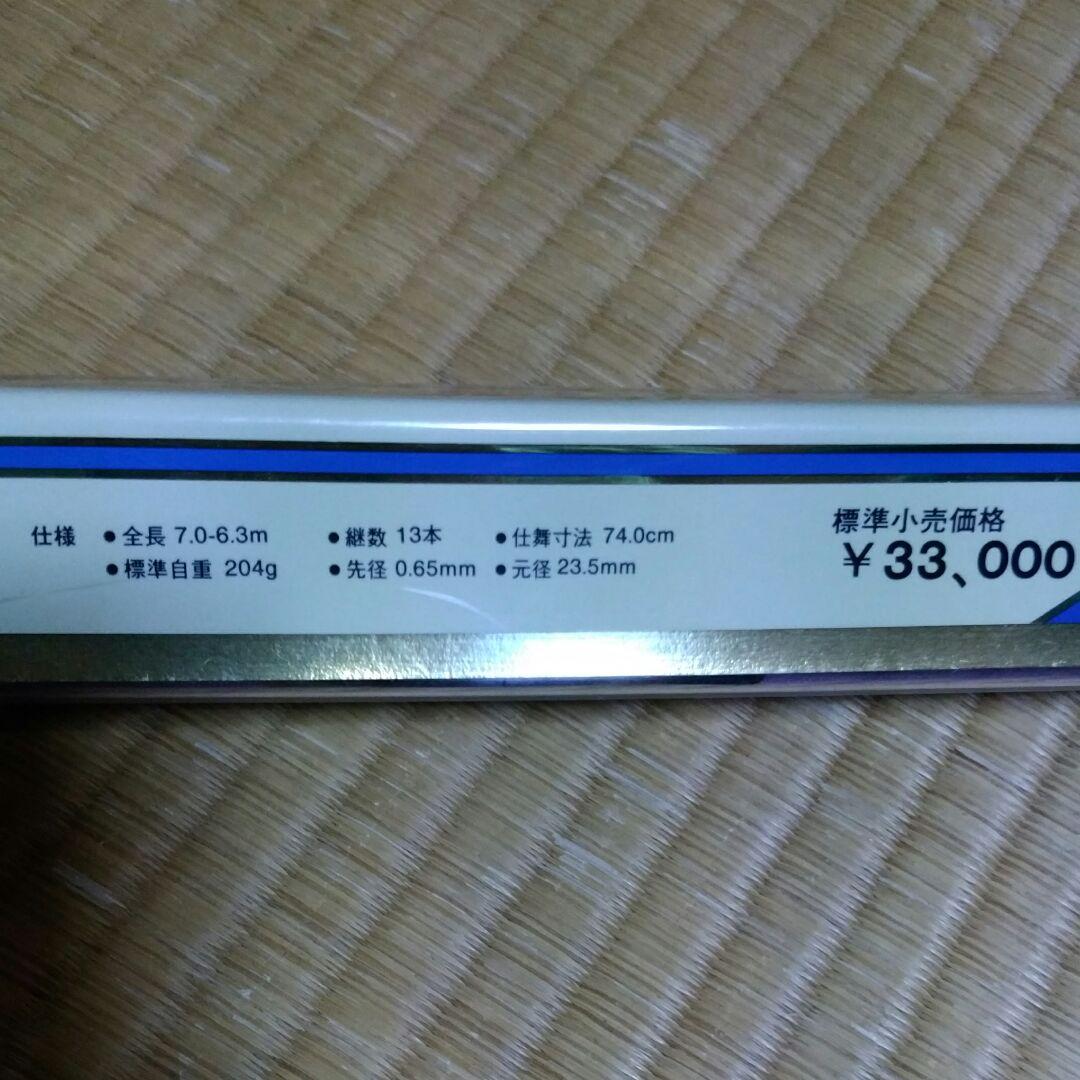 仕様 ●全長 7.0-6.3m ●継数 13本 ●仕舞寸法 74.0cm
●標準自重 204g ●先径 0.65mm ●元径 23.5mm
標準小売価格
￥33、000